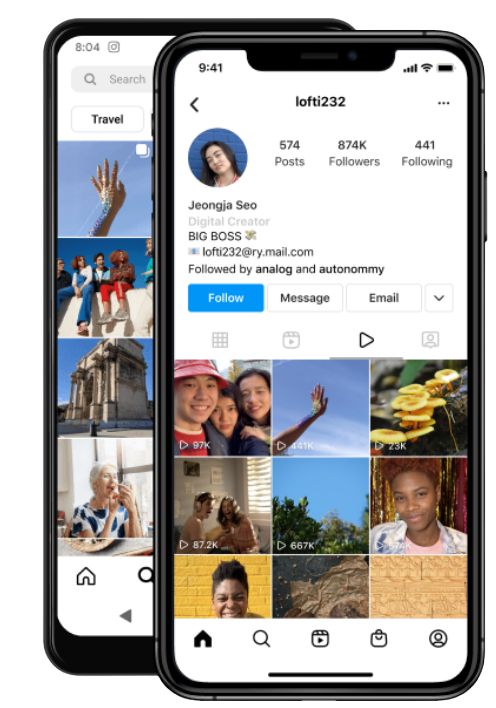 8:04
Search
Travel
9:41
lofti232
...
574 874K 441
Posts Followers Following
Jeongja Seo
Digital Creator
BIG BOSS 💸
📧 lofti232@ry.mail.com
Followed by analog and autonommy
Follow Message Email
97K 441K 23K
87.2K 667K